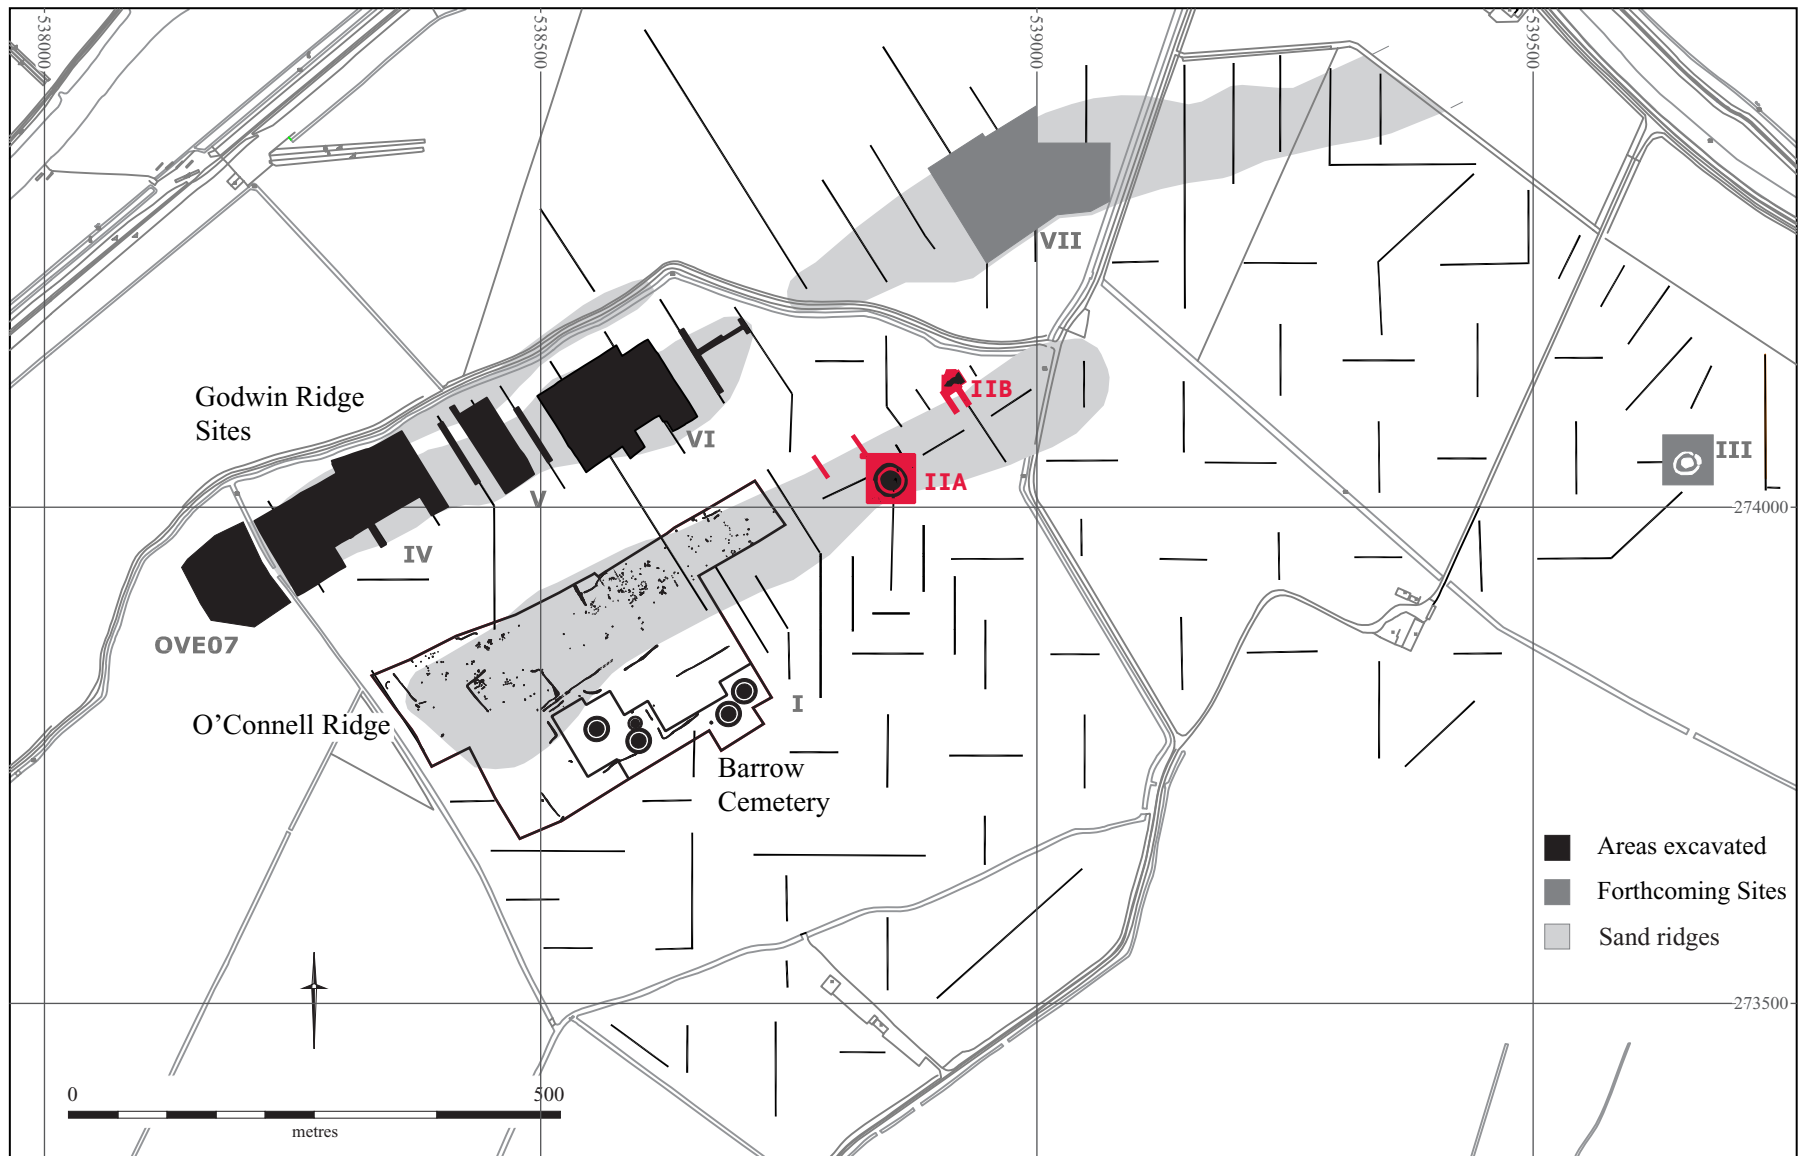 538000
538500
539000
539500
VII
Godwin Ridge
Sites
IIB
VI
III
IIA
V
274000
IV
OVE07
I
O'Connell Ridge
Barrow
Cemetery
Areas excavated
Forthcoming Sites
Sand ridges
273500
0 500
metres